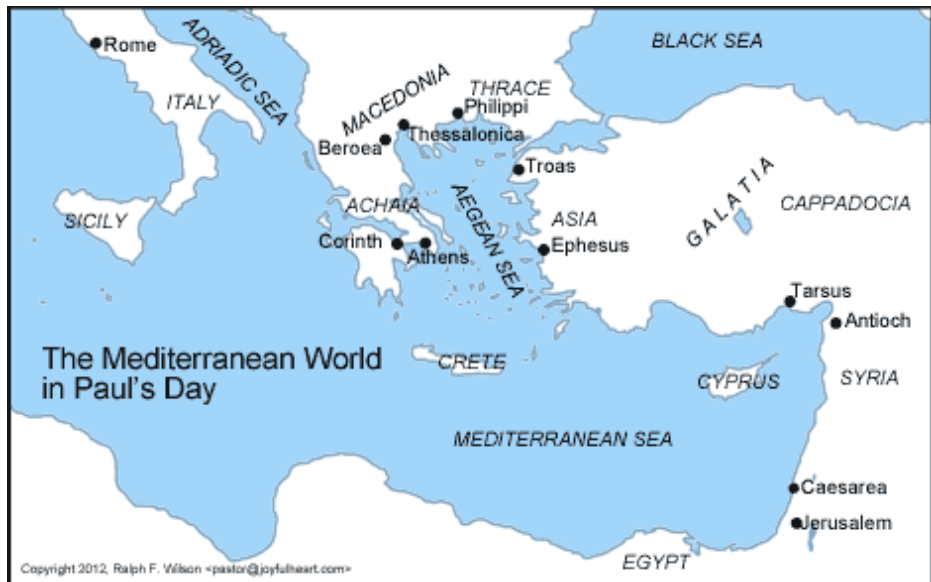 Rome
ADRIADIC SEA
BLACK SEA
ITALY
MACEDONIA
THRACE
Philippi
Thessalonica
Beroea
Troas
GALATIA
CAPPADOCIA
SICILY
ACHAIA
AEGEAN SEA
ASIA
Corinth
Athens
Ephesus
Tarsus
Antioch
The Mediterranean World
in Paul's Day
CRETE
CYPRUS
SYRIA
MEDITERRANEAN SEA
Caesarea
Jerusalem
EGYPT
Copyright 2012, Ralph F. Wilson <pastor@joyfulheart.com>